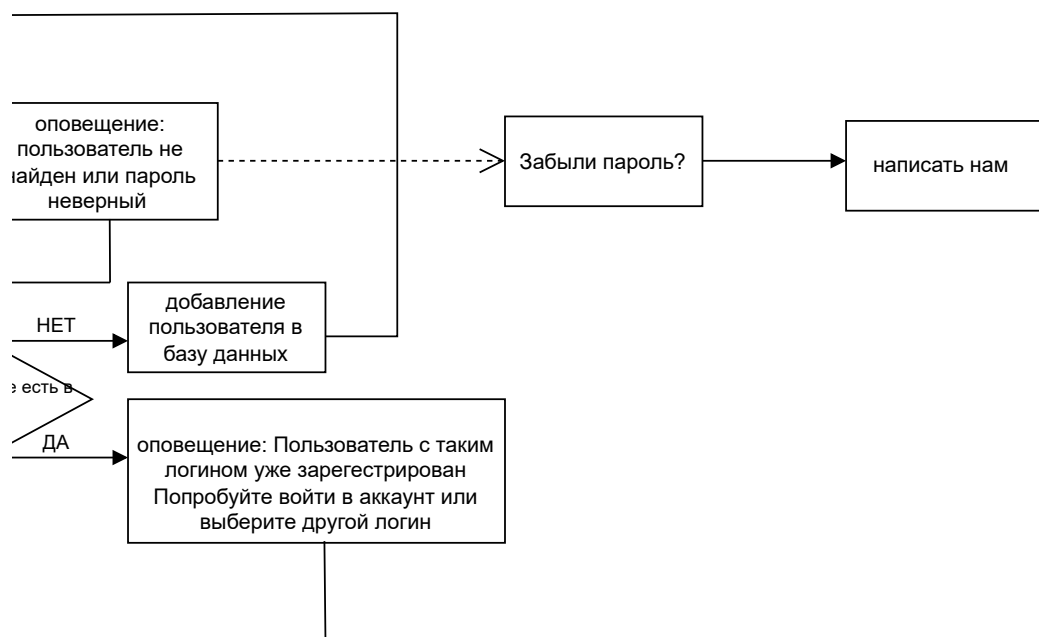 оповещение:
пользователь не
найден или пароль
неверный
Забыли пароль?
написать нам
добавление
пользователя в
базу данных
НЕТ
е есть в
ДА
оповещение: Пользователь с таким
логином уже зарегестрирован
Попробуйте войти в аккаунт или
выберите другой логин